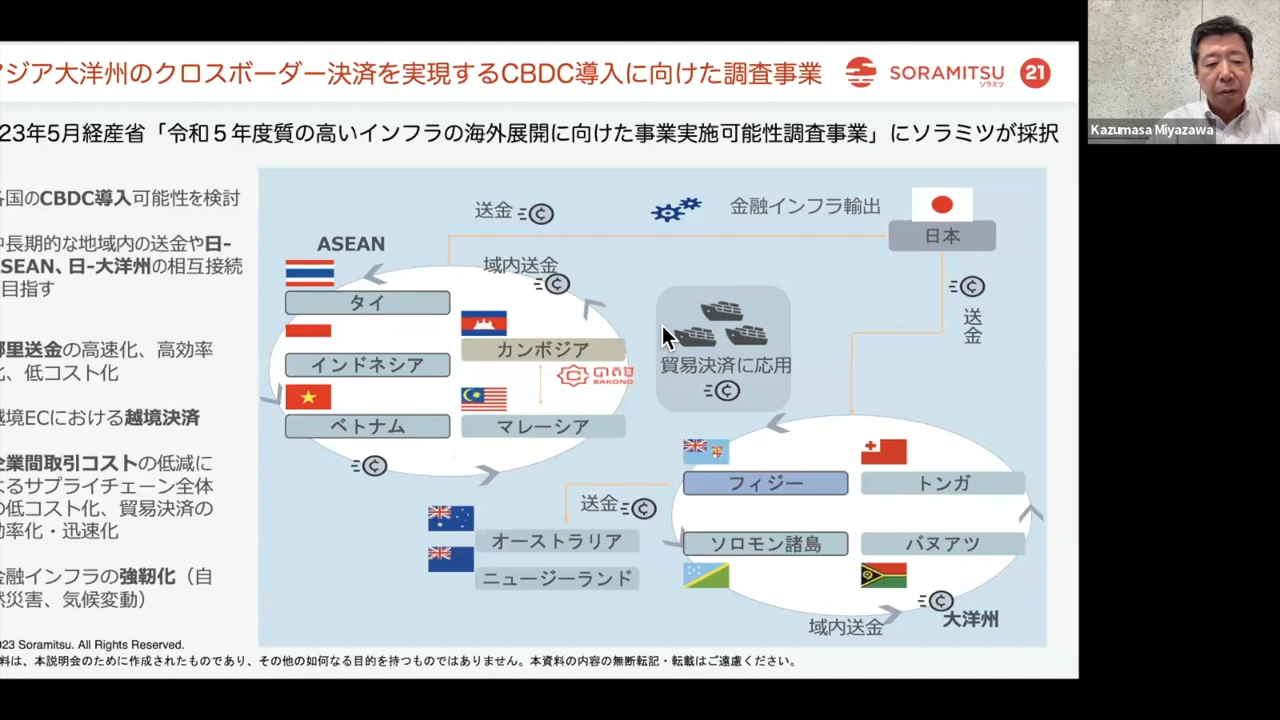 ジア大洋州のクロスボーダー決済を実現するCBDC導入に向けた調査事業
SORAMITSU
ソラミツ
21
Kazumasa Miyazawa
23年5月経産省「令和5年度質の高いインフラの海外展開に向けた事業実施可能性調査事業」にソラミツが採択
国のCBDC導入可能性を検討
長期的な地域内の送金や日-
SEAN、日-大洋州の相互接続
目指す
里送金の高速化、高効率
化、低コスト化
境ECにおける越境決済
業間取引コストの低減に
よるサプライチェーン全体
の低コスト化、貿易決済の
率化・迅速化
金融インフラの強靭化（自
災害、気候変動）
送金
金融インフラ輸出
日本
ASEAN
域内送金
タイ
カンボジア
インドネシア
BAKONG
ベトナム
マレーシア
貿易決済に応用
送金
フィジー
トンガ
送金
オーストラリア
ニュージーランド
ソロモン諸島
バヌアツ
域内送金
大洋州
23 Soramitsu. All Rights Reserved.
料は、本説明会のために作成されたものであり、その他の如何なる目的を持つものではありません。本資料の内容の無断転記・転載はご遠慮ください。